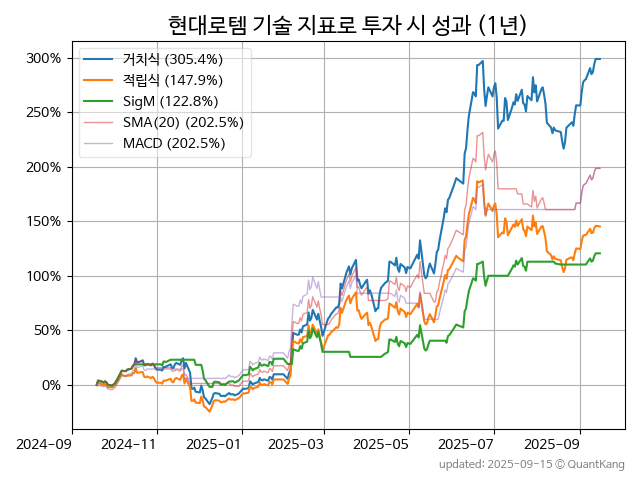 현대로템 기술 지표로 투자 시 성과 (1년)
거치식 (305.4%)
적립식 (147.9%)
SigM (122.8%)
SMA(20) (202.5%)
MACD (202.5%)
300%
250%
200%
150%
100%
50%
0%
2024-09
2024-11
2025-01
2025-03
2025-05
2025-07
2025-09
updated: 2025-09-15 © QuantKang